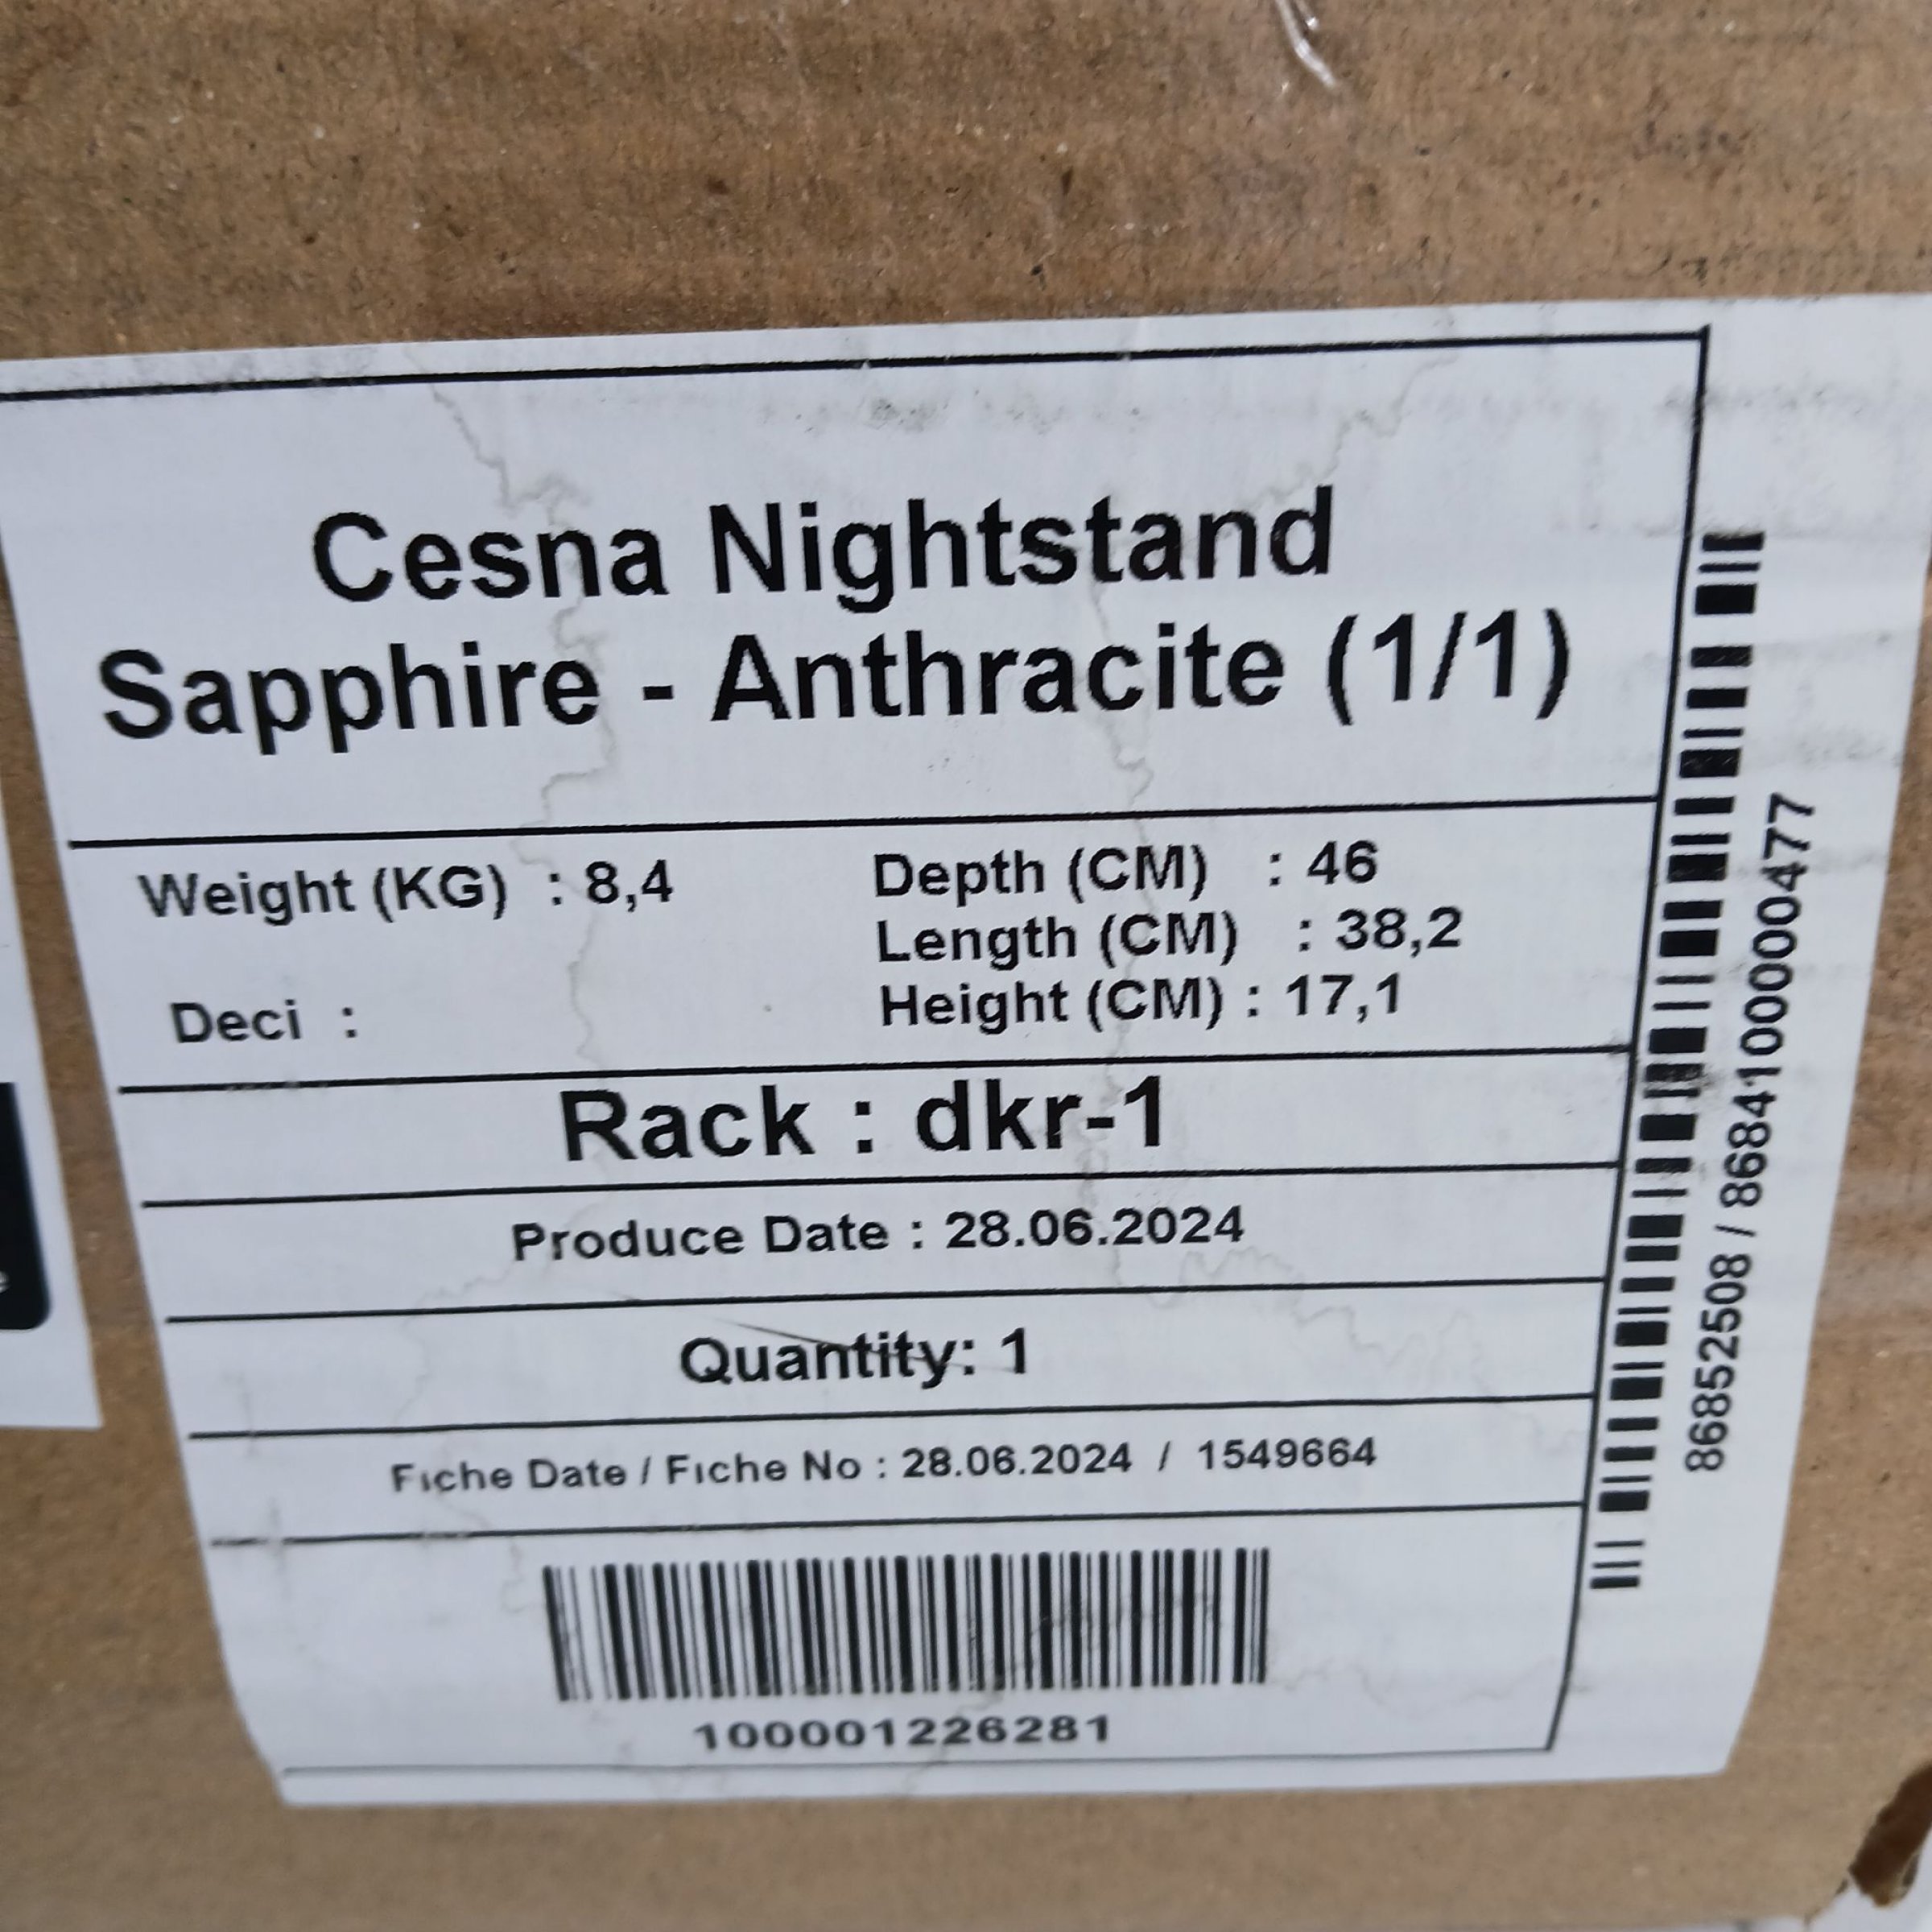 Cesna Nightstand
Sapphire - Anthracite (1/1)
Weight (KG) : 8,4
Depth (CM) : 46
Length (CM) : 38,2
Deci :
Height (CM) : 17,1
Rack : dkr-1
Produce Date : 28.06.2024
Quantity: 1
Fıche Date / Fıche No : 28.06.2024 / 1549664
100001226281
86852508 / 8684100000477